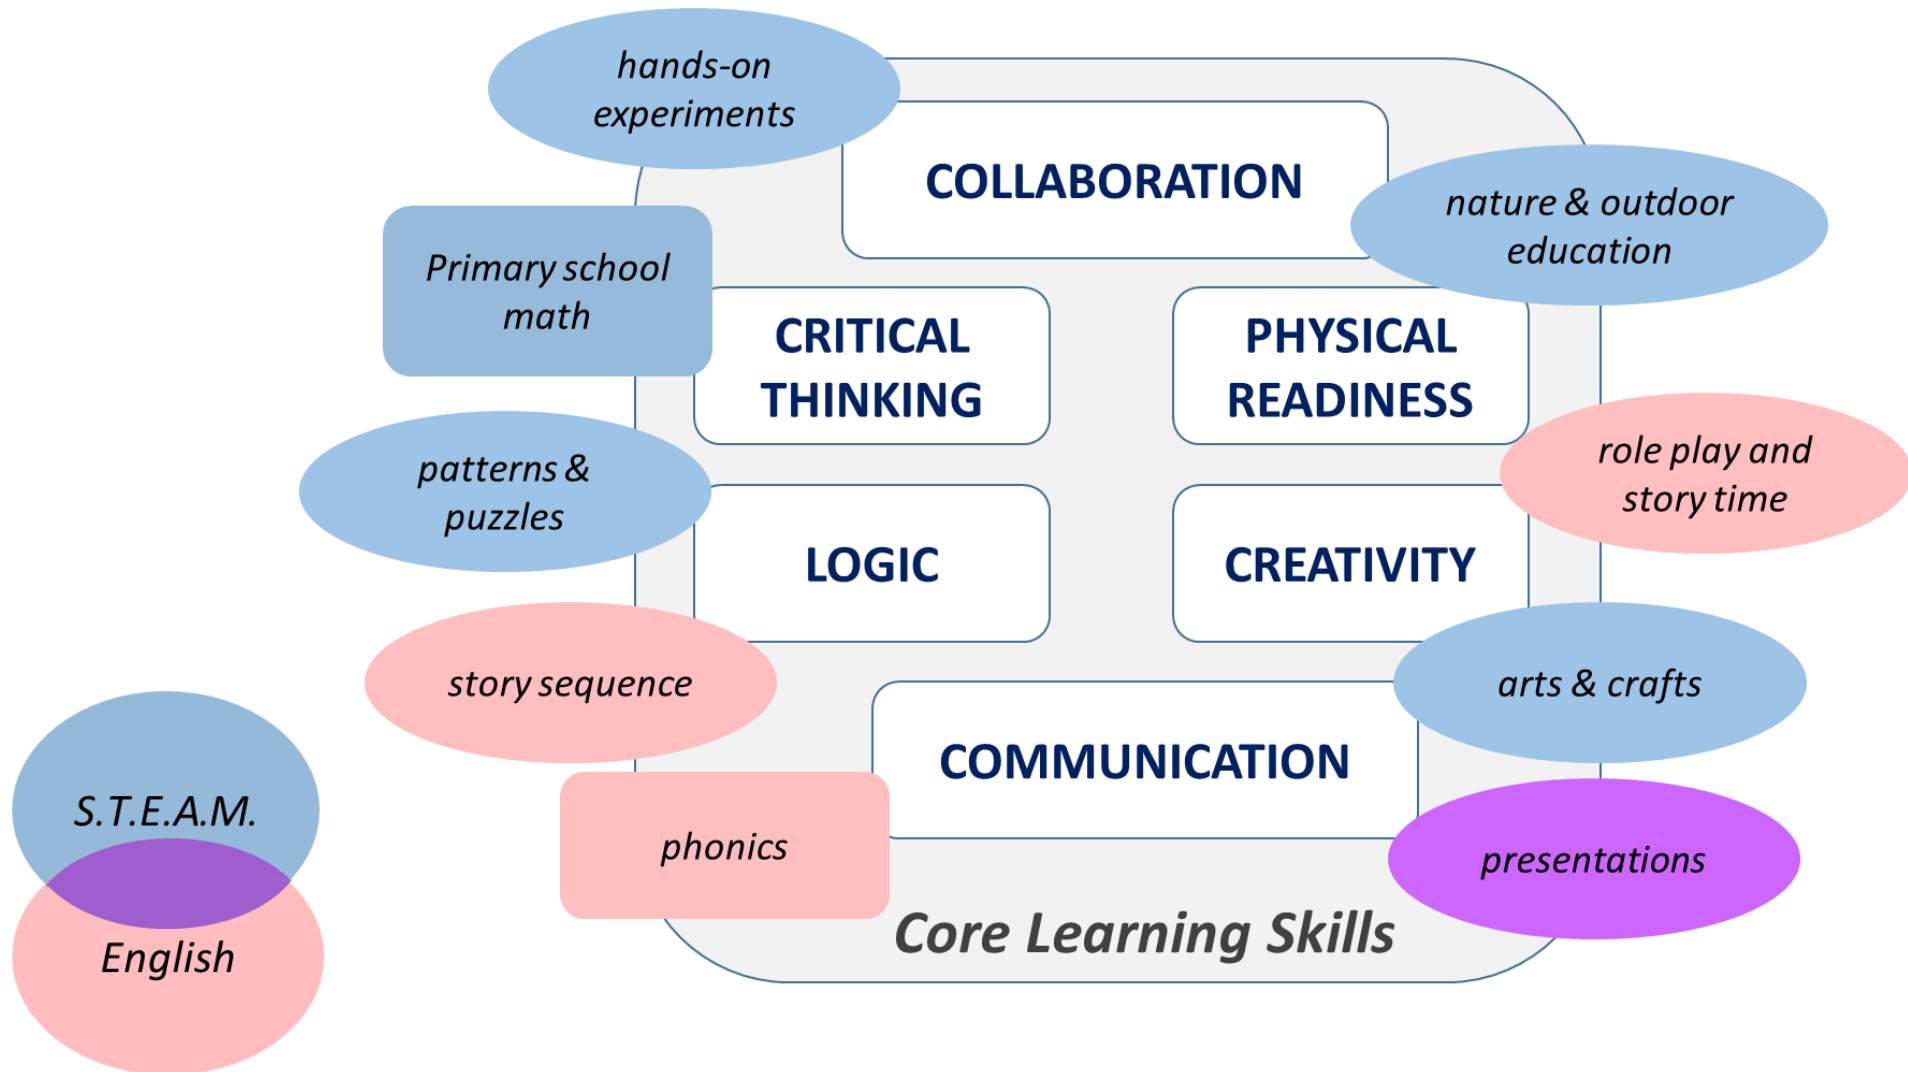 hands-on
experiments
COLLABORATION
nature & outdoor
education
Primary school
math
CRITICAL
THINKING
PHYSICAL
READINESS
patterns &
puzzles
role play and
story time
LOGIC
CREATIVITY
story sequence
arts & crafts
COMMUNICATION
phonics
presentations
Core Learning Skills
S.T.E.A.M.
English